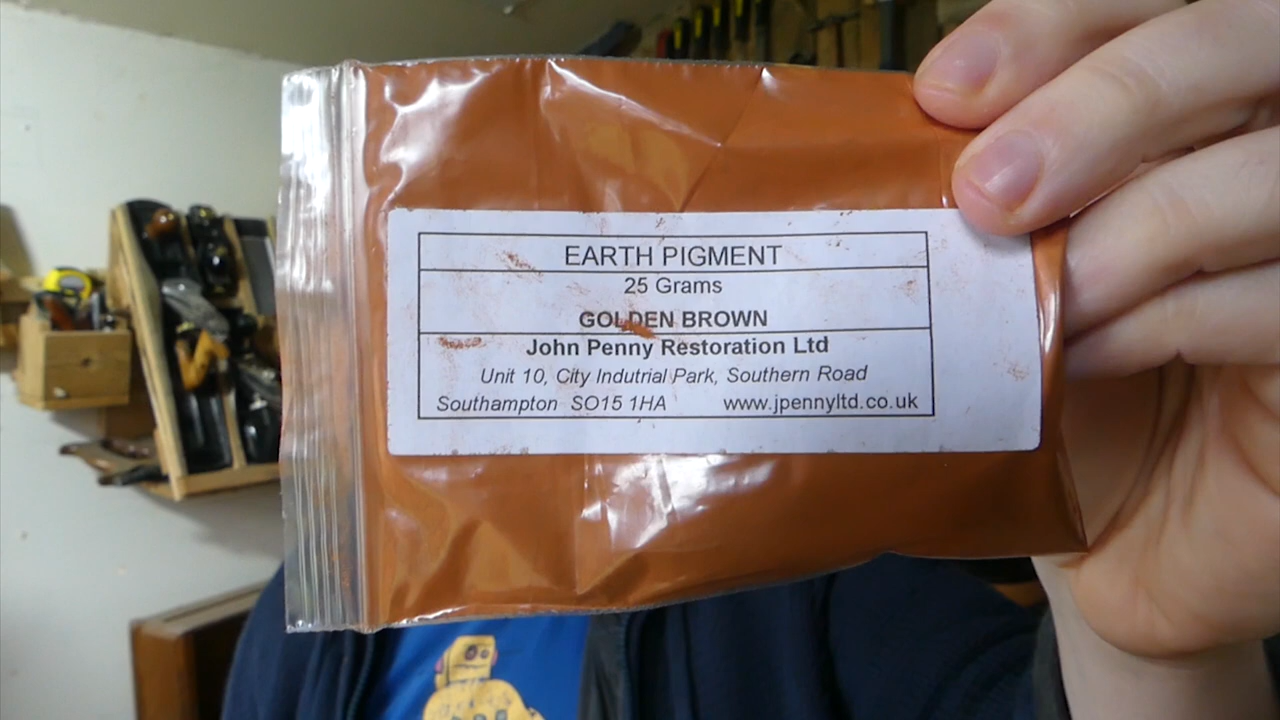 EARTH PIGMENT
25 Grams
GOLDEN BROWN
John Penny Restoration Ltd
Unit 10, City Indutrial Park, Southern Road
Southampton SO15 1HA www.jpennyltd.co.uk